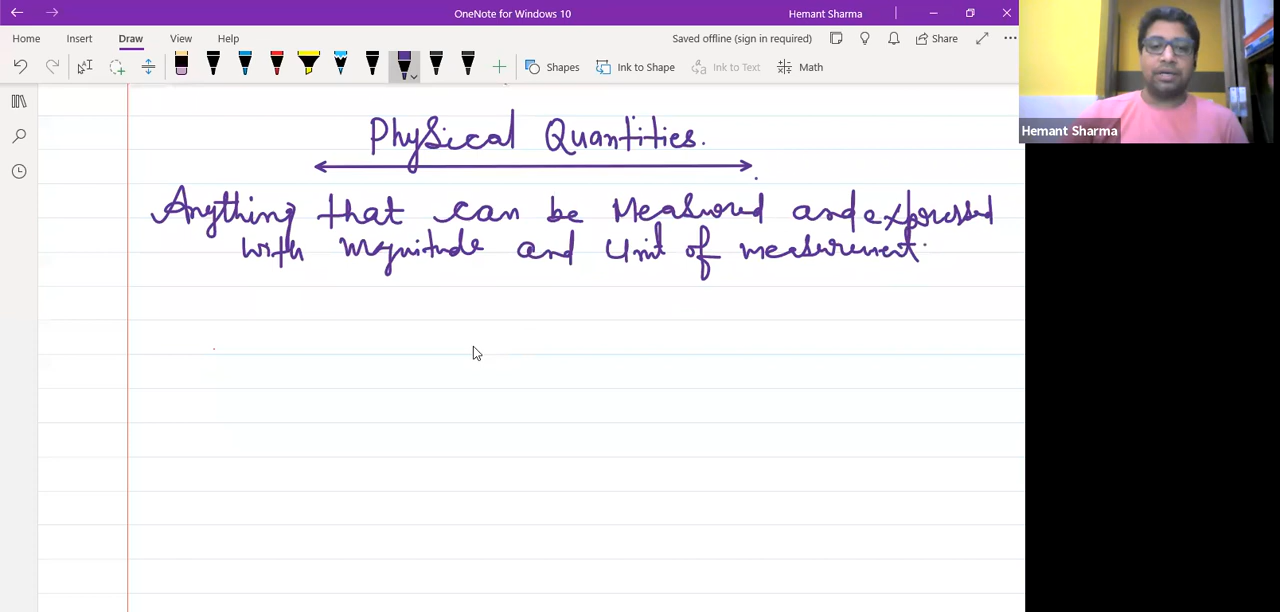 OneNote for Windows 10
Hemant Sharma
Home Insert Draw View Help
Saved offline (sign in required)
Share
Shapes
Ink to Shape
Ink to Text
Math
Hemant Sharma
Physical Quantities.
Anything that can be Measured and expressed
with Magnitude and Unit of measurement.